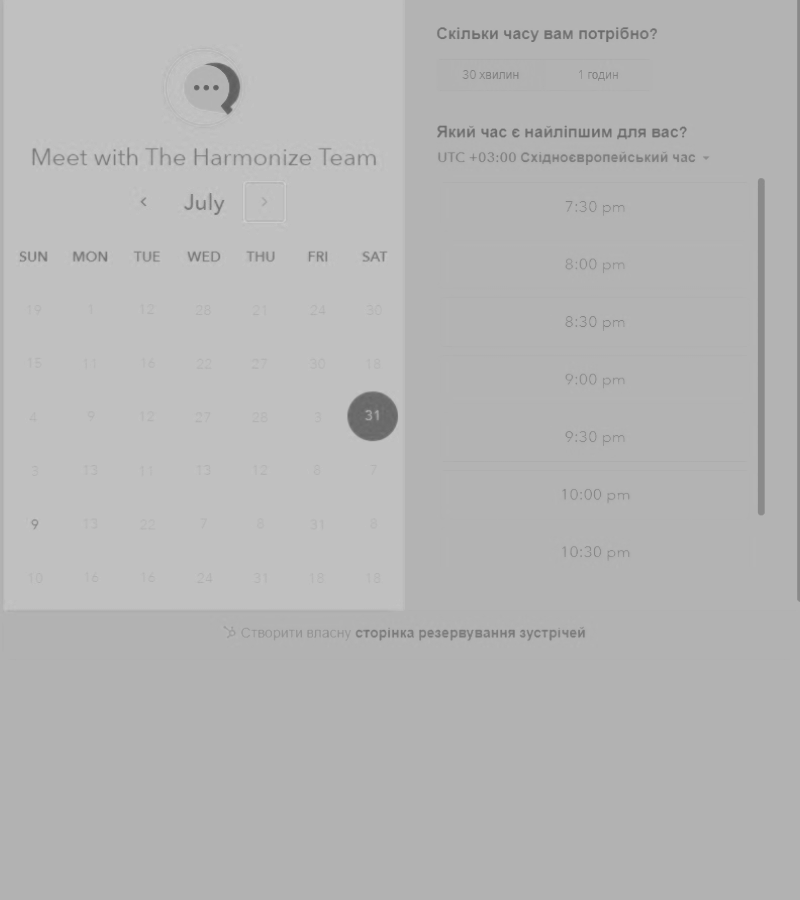 Meet with The Harmonize Team
July
SUN MON TUE WED THU FRI SAT
19 1 12 28 21 24 30
15 11 16 22 27 30 18
4 9 12 27 28 3 31
3 13 11 13 12 6 7
9 13 22 7 8 31 8
10 16 16 24 31 18 18
Скільки часу вам потрібно?
30 хвилин 1 годин
Який час є найліпшим для вас?
UTC +03:00 Східноєвропейський час
7:30 pm
8:00 pm
8:30 pm
9:00 pm
9:30 pm
10:00 pm
10:30 pm
Створити власну сторінка резервування зустрічей